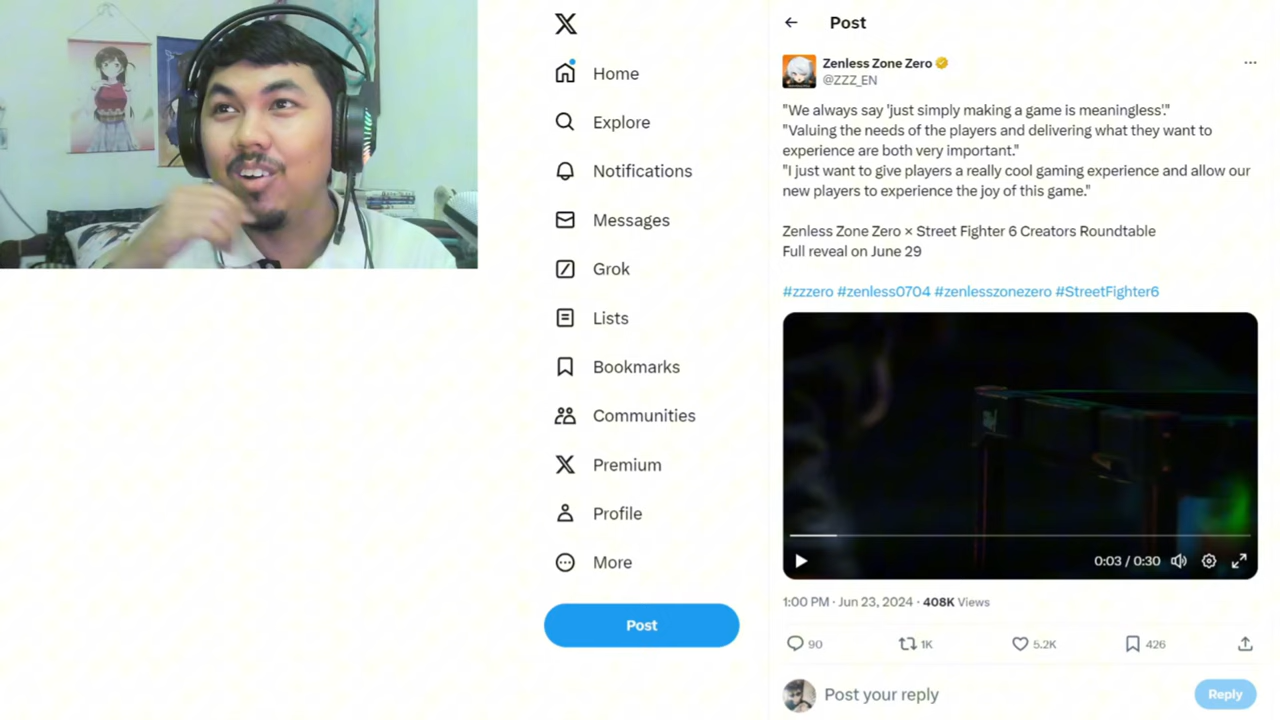 Home
Explore
Notifications
Messages
Grok
Lists
Bookmarks
Communities
Premium
Profile
More
Post
Post
Zenless Zone Zero
@ZZZ_EN
"We always say 'just simply making a game is meaningless'."
"Valuing the needs of the players and delivering what they want to
experience are both very important."
"I just want to give players a really cool gaming experience and allow our
new players to experience the joy of this game."
Zenless Zone Zero × Street Fighter 6 Creators Roundtable
Full reveal on June 29
#zzzero #zenless0704 #zenlesszonezero #StreetFighter6
0:03 / 0:30
1:00 PM · Jun 23, 2024 · 408K Views
90 1K 5.2K 426
Post your reply
Reply